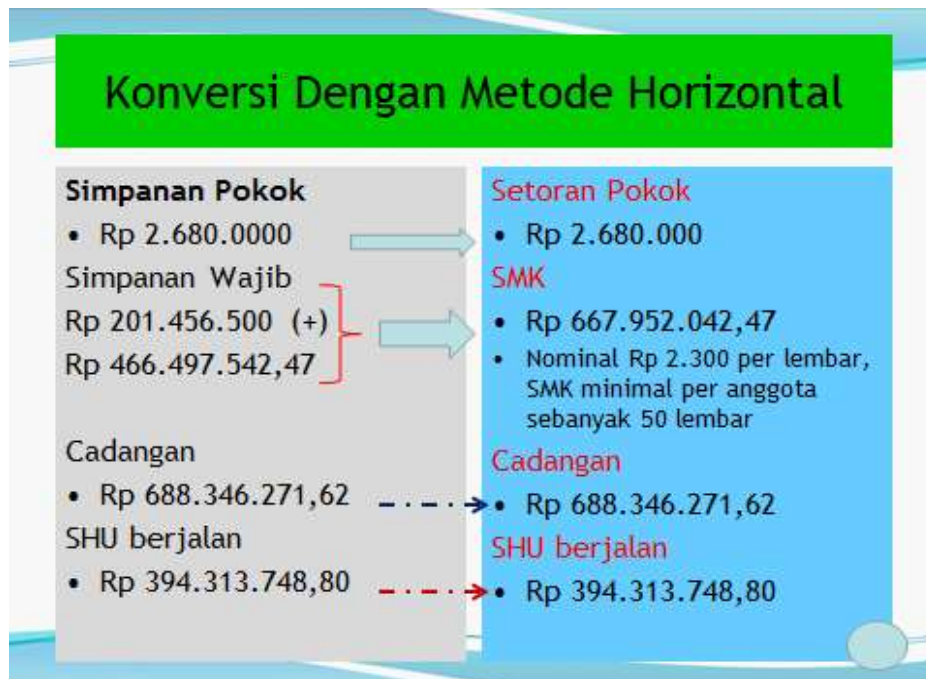 Konversi Dengan Metode Horizontal
Simpanan Pokok
• Rp 2.680.0000
Simpanan Wajib
Rp 201.456.500 (+)
Rp 466.497.542,47
Cadangan
• Rp 688.346.271,62
SHU berjalan
• Rp 394.313.748,80
Setoran Pokok
• Rp 2.680.000
SMK
• Rp 667.952.042,47
• Nominal Rp 2.300 per lembar,
SMK minimal per anggota
sebanyak 50 lembar
Cadangan
• Rp 688.346.271,62
SHU berjalan
• Rp 394.313.748,80